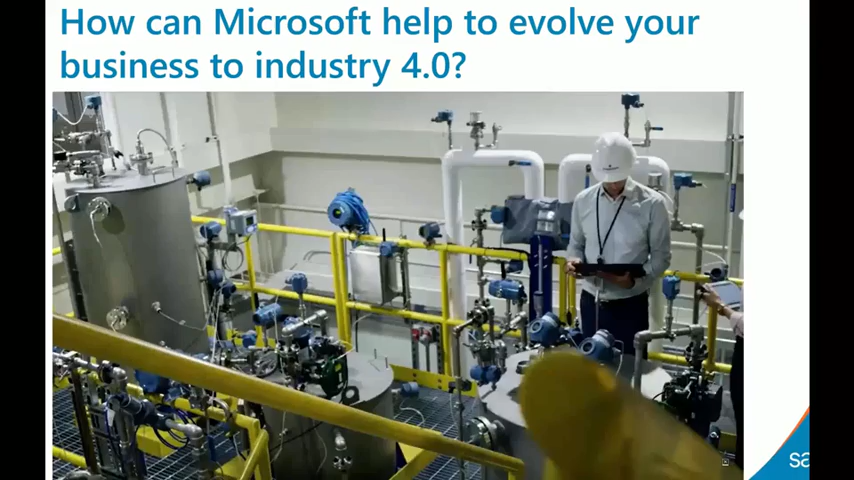 How can Microsoft help to evolve your
business to industry 4.0?
sa